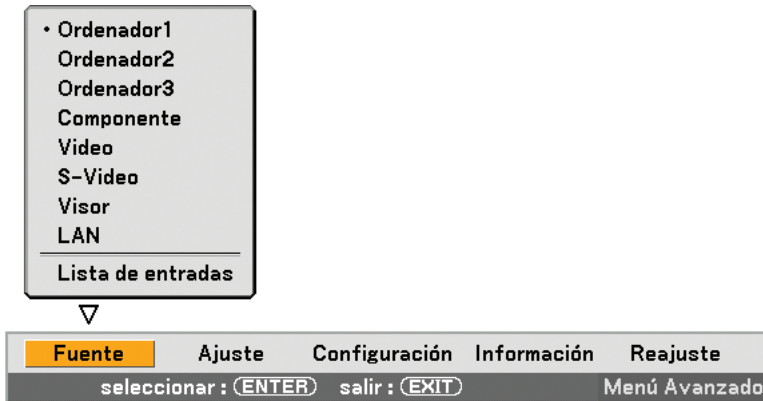 • Ordenador1
Ordenador2
Ordenador3
Componente
Video
S-Video
Visor
LAN
Lista de entradas
Fuente Ajuste Configuración Información Reajuste
seleccionar : ENTER salir : EXIT Menú Avanzado